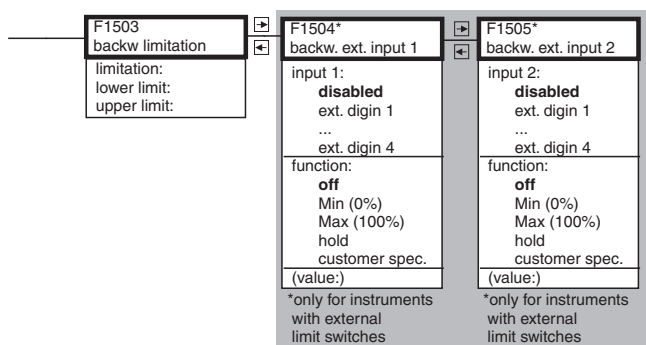 F1503
backw limitation
limitation:
lower limit:
upper limit:
F1504*
backw. ext. input 1
input 1:
disabled
ext. digin 1
...
ext. digin 4
function:
off
Min (0%)
Max (100%)
hold
customer spec.
(value:)
*only for instruments
with external
limit switches
F1505*
backw. ext. input 2
input 2:
disabled
ext. digin 1
...
ext. digin 4
function:
off
Min (0%)
Max (100%)
hold
customer spec.
(value:)
*only for instruments
with external
limit switches